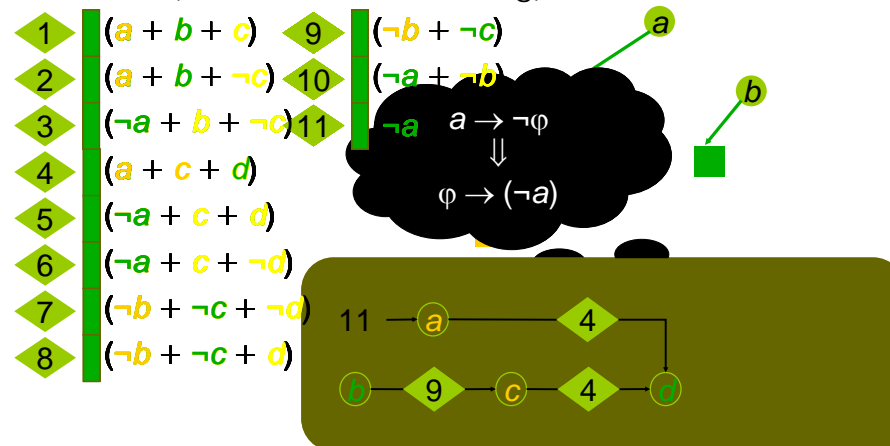 1 (a + b + c)
2 (a + b + ¬c)
3 (¬a + b + ¬c)
4 (a + c + d)
5 (¬a + c + d)
6 (¬a + c + ¬d)
7 (¬b + ¬c + ¬d)
8 (¬b + ¬c + d)
9 (¬b + ¬c)
10 (¬a + ¬b)
11 ¬a
a → ¬φ
⇓
φ → (¬a)
a
b
11 a 4
b 9 c 4 d